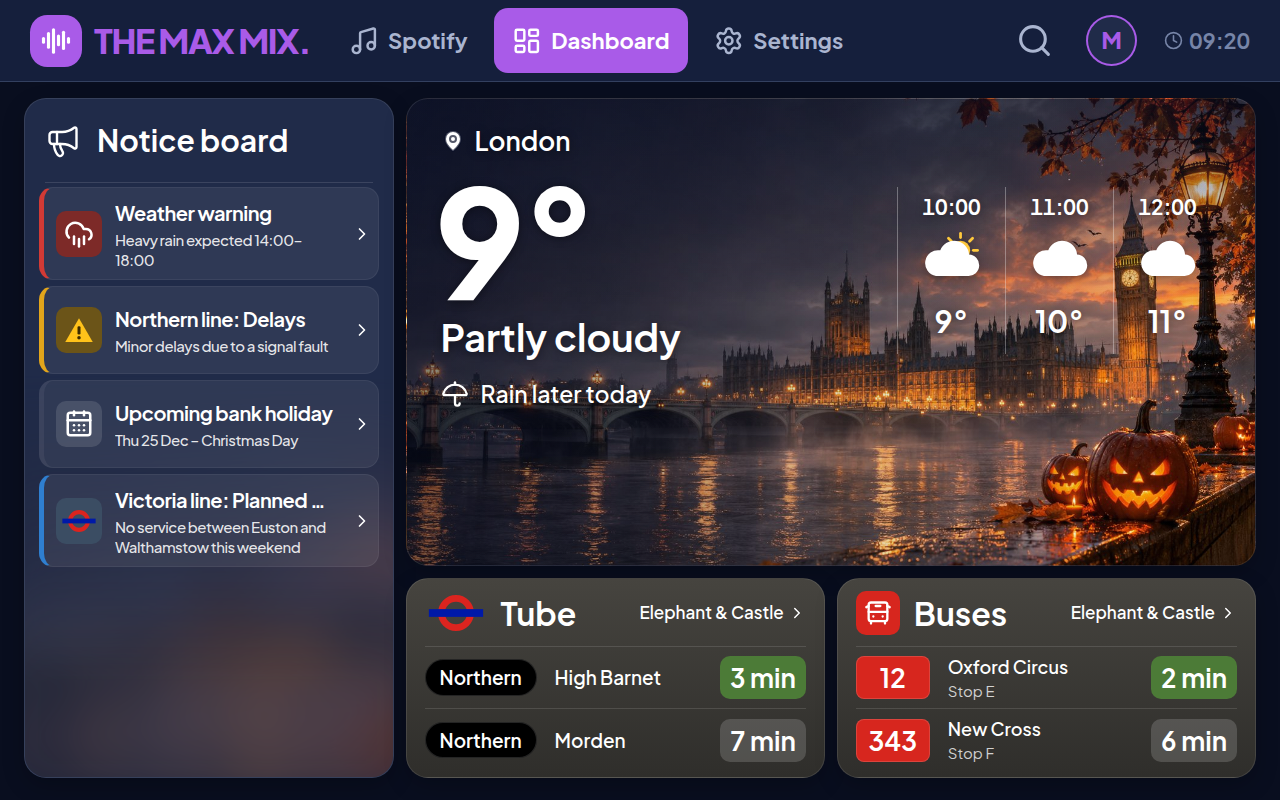 THE MAX MIX.
Spotify
Dashboard
Settings
M
09:20
Notice board
Weather warning
Heavy rain expected 14:00–
18:00
Northern line: Delays
Minor delays due to a signal fault
Upcoming bank holiday
Thu 25 Dec – Christmas Day
Victoria line: Planned ...
No service between Euston and
Walthamstow this weekend
London
9°
Partly cloudy
Rain later today
10:00 11:00 12:00
9° 10° 11°
Tube
Elephant & Castle
Northern High Barnet 3 min
Northern Morden 7 min
Buses
Elephant & Castle
12 Oxford Circus 2 min
Stop E
343 New Cross 6 min
Stop F